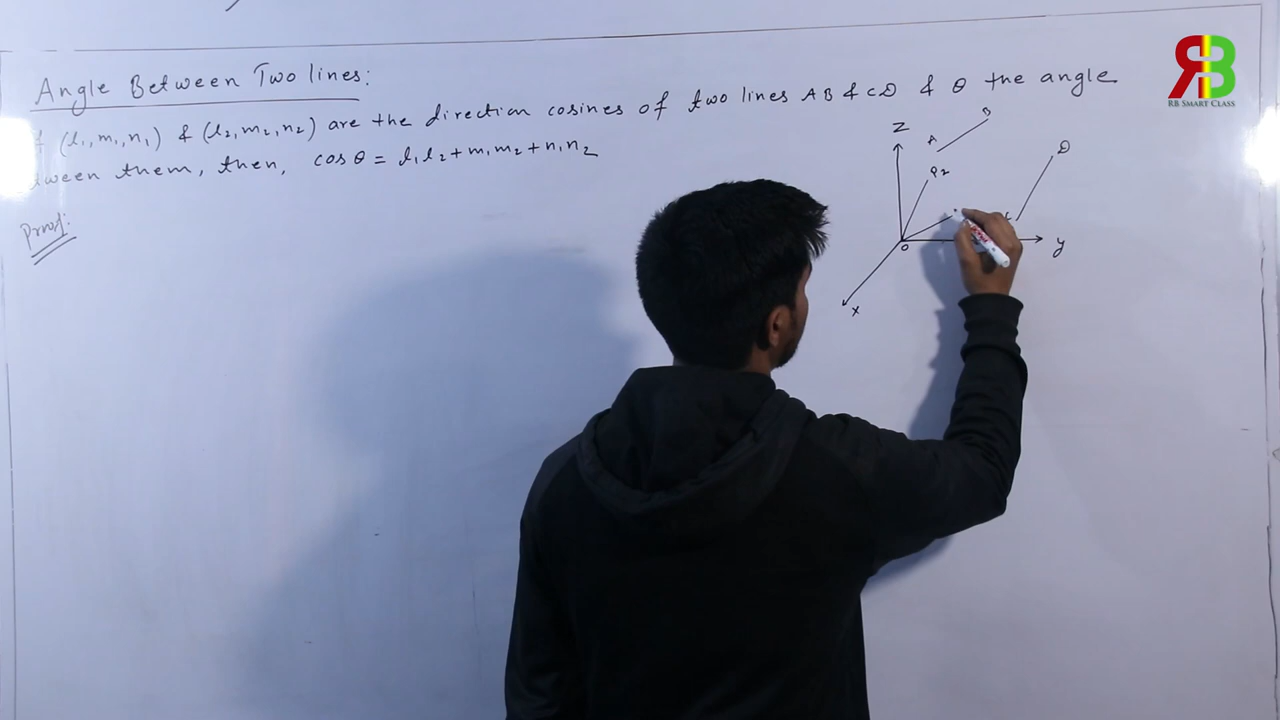 Angle Between Two lines:
(l₁,m₁,n₁) & (l₂,m₂,n₂) are the direction cosines of two lines AB & CD & θ the angle
them, then, cos θ = l₁l₂+m₁m₂+n₁n₂
Proof:
Z
A
B
P₂
D
O
y
x
RB
RB SMART CLASS